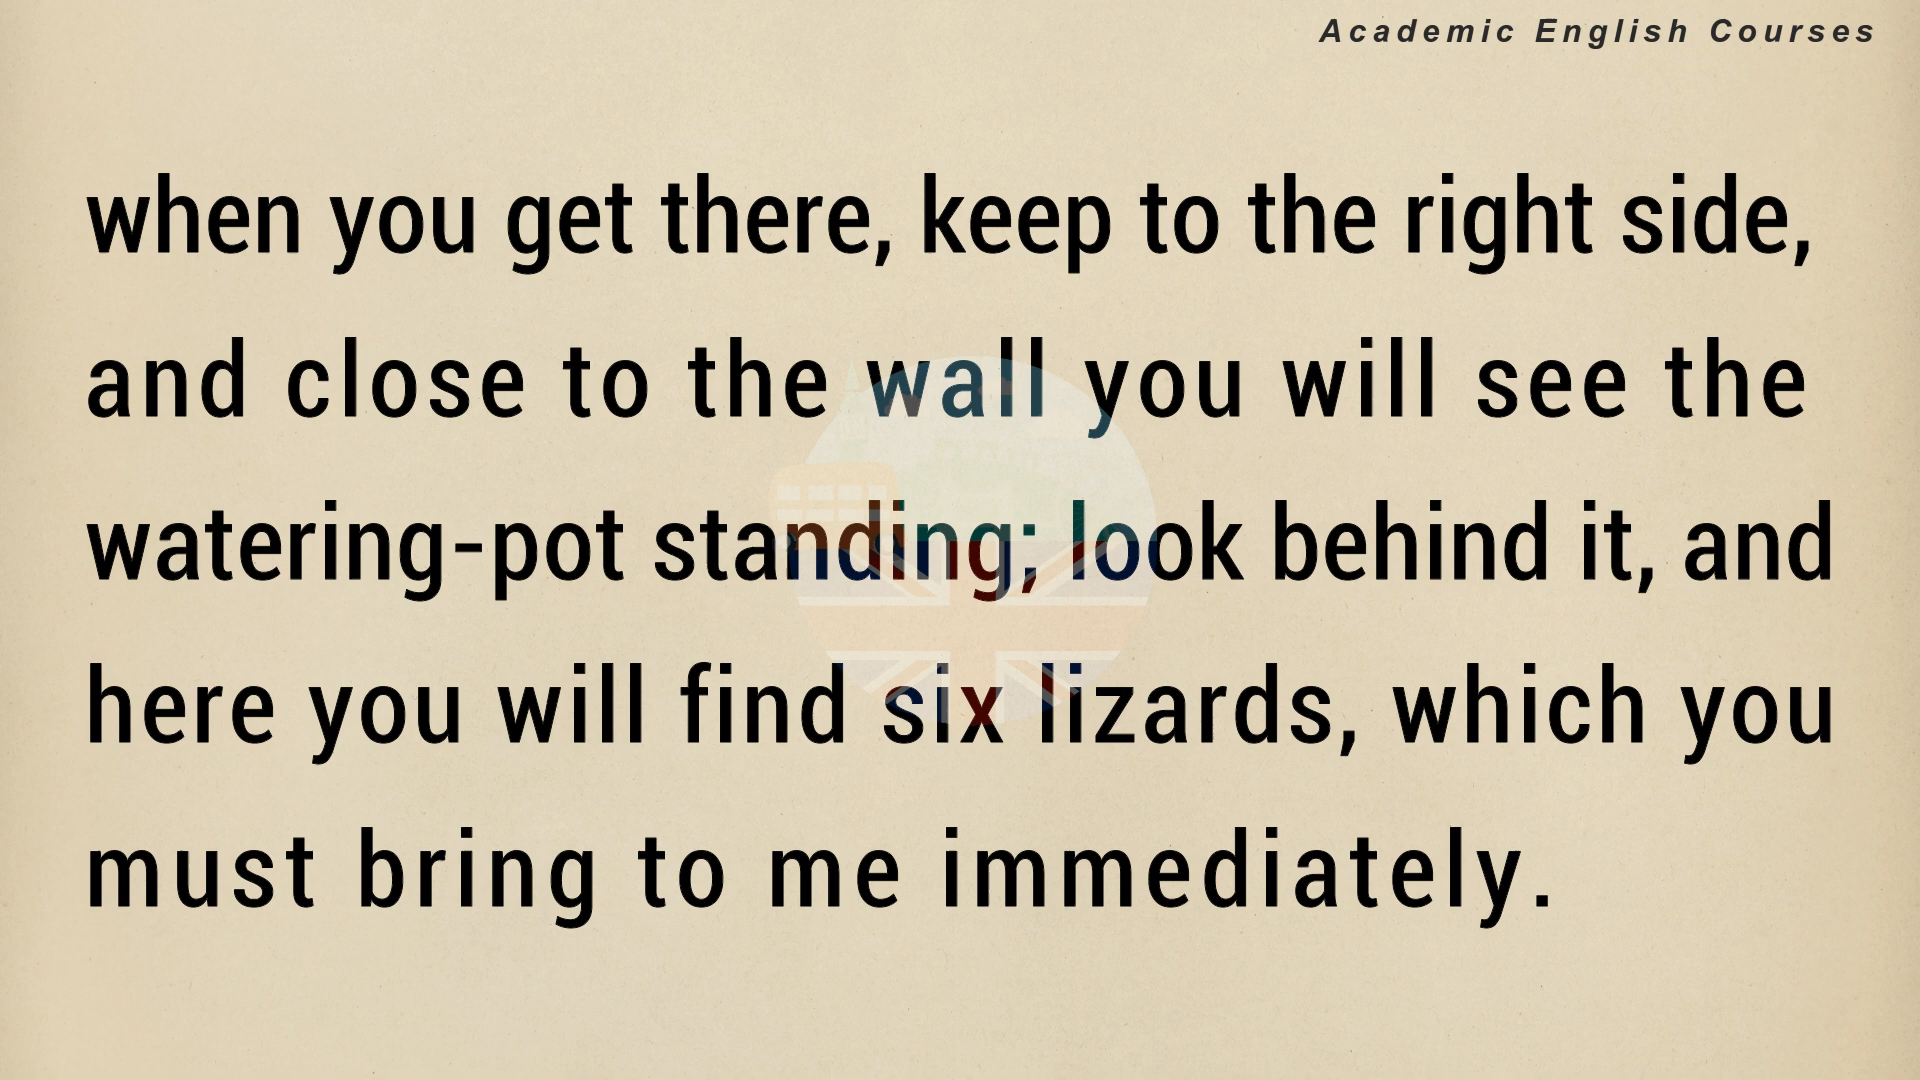 Academic English Courses
when you get there, keep to the right side,
and close to the wall you will see the
watering-pot standing; look behind it, and
here you will find six lizards, which you
must bring to me immediately.